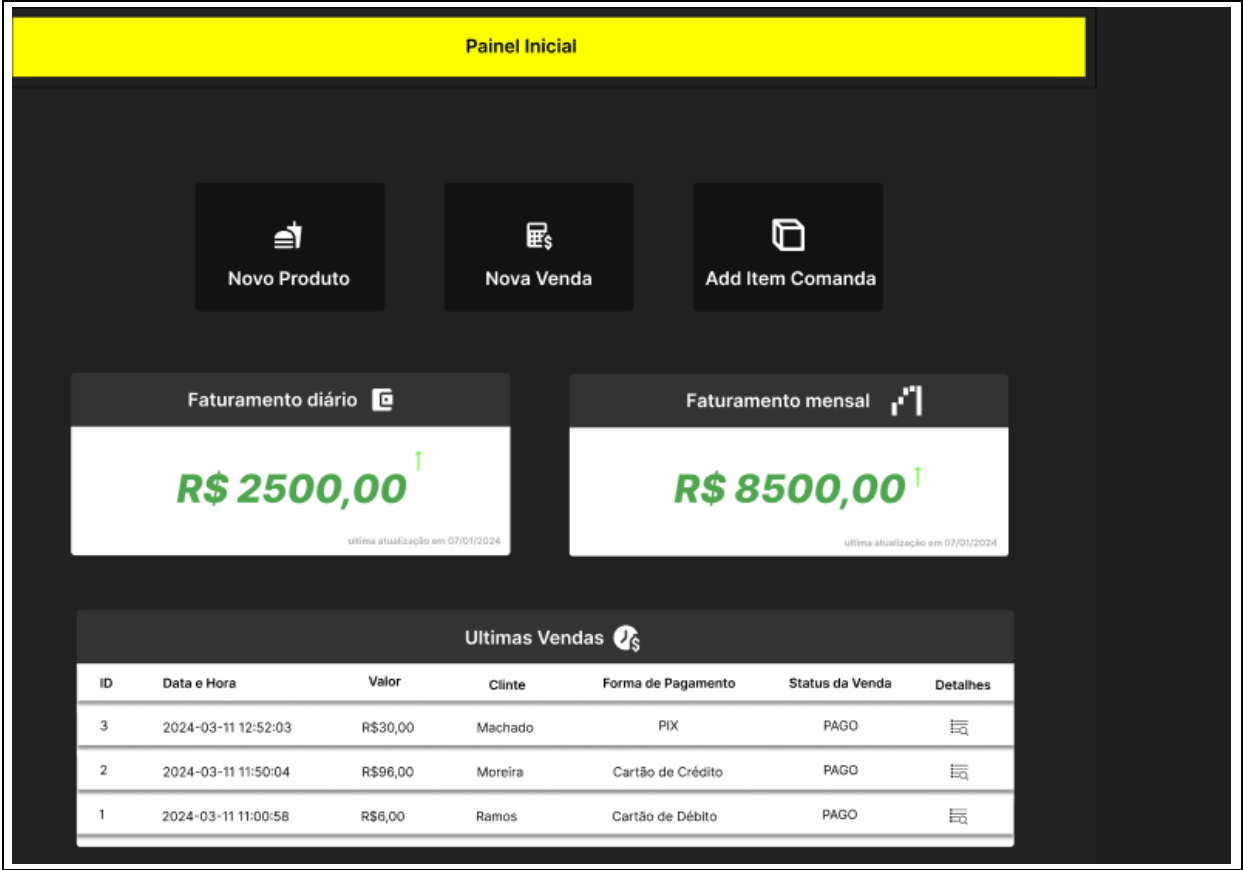 Painel Inicial
Novo Produto
Nova Venda
Add Item Comanda
Faturamento diário
R$ 2500,00
ultima atualização em 07/01/2024
Faturamento mensal
R$ 8500,00
ultima atualização em 07/01/2024
Ultimas Vendas
ID Data e Hora Valor Clinte Forma de Pagamento Status da Venda Detalhes
3 2024-03-11 12:52:03 R$30,00 Machado PIX PAGO
2 2024-03-11 11:50:04 R$96,00 Moreira Cartão de Crédito PAGO
1 2024-03-11 11:00:58 R$6,00 Ramos Cartão de Débito PAGO